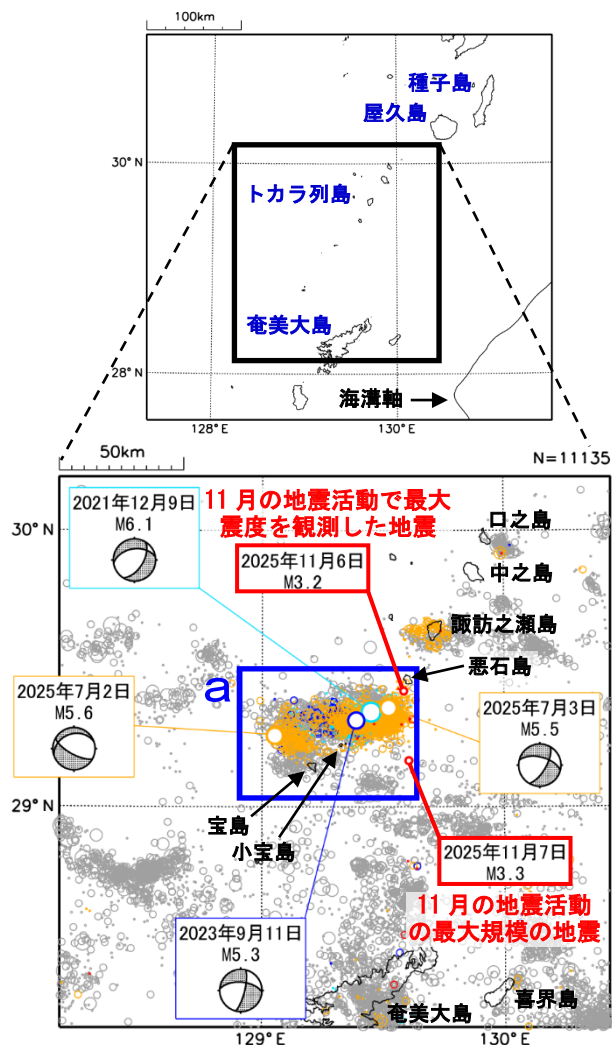 100km
種子島
屋久島
30°N
トカラ列島
奄美大島
海溝軸
28°N
128°E
130°E
50km
N=11135
2021年12月9日
M6.1
11月の地震活動で最大
震度を観測した地震
2025年11月6日
M3.2
口之島
30°N
中之島
諏訪之瀬島
悪石島
a
2025年7月2日
M5.6
2025年7月3日
M5.5
29°N
宝島
小宝島
2025年11月7日
M3.3
11月の地震活動
の最大規模の地震
2023年9月11日
M5.3
奄美大島
喜界島
129°E
130°E